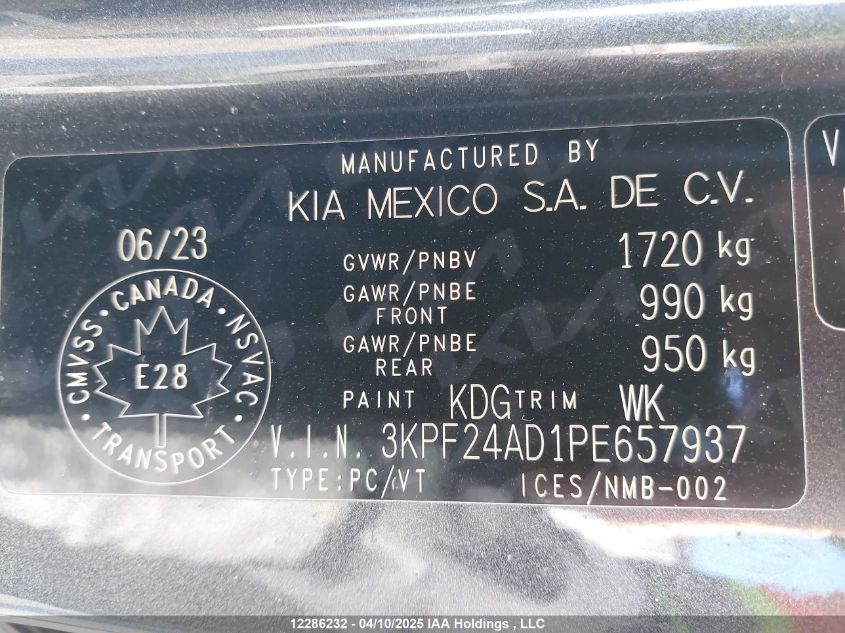 MANUFACTURED BY
KIA MEXICO S.A. DE C.V.
06/23
GVWR/PNBV 1720 kg
GAWR/PNBE FRONT 990 kg
GAWR/PNBE REAR 950 kg
CMVSS • CANADA • NSVAC • TRANSPORT •
E28
PAINT KDG TRIM WK
V.I.N. 3KPF24AD1PE657937
TYPE:PC/VT ICES/NMB-002
V
12286232 - 04/10/2025 IAA Holdings , LLC